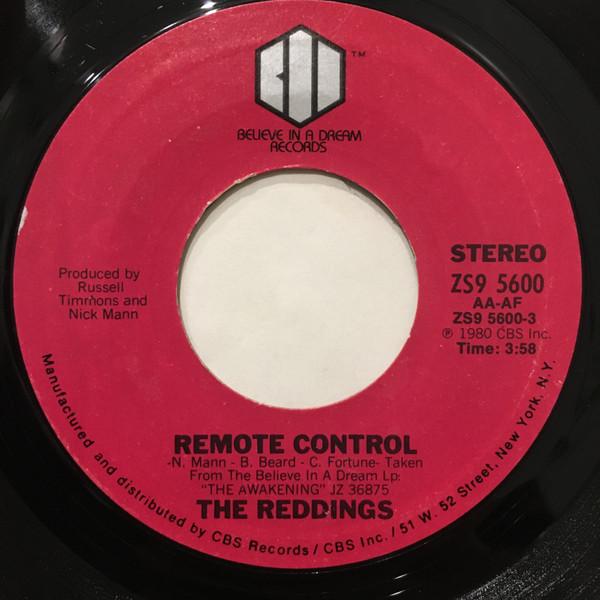 BID
TM
BELIEVE IN A DREAM
RECORDS
Produced by
Russell
Timmons and
Nick Mann
STEREO
ZS9 5600
AA-AF
ZS9 5600-3
℗ 1980 CBS Inc.
Time: 3:58
REMOTE CONTROL
-N. Mann - B. Beard - C. Fortune- Taken
From The Believe In A Dream Lp:
"THE AWAKENING" JZ 36875
THE REDDINGS
Manufactured and distributed by CBS Records / CBS Inc. / 51 W. 52 Street, New York, N.Y.